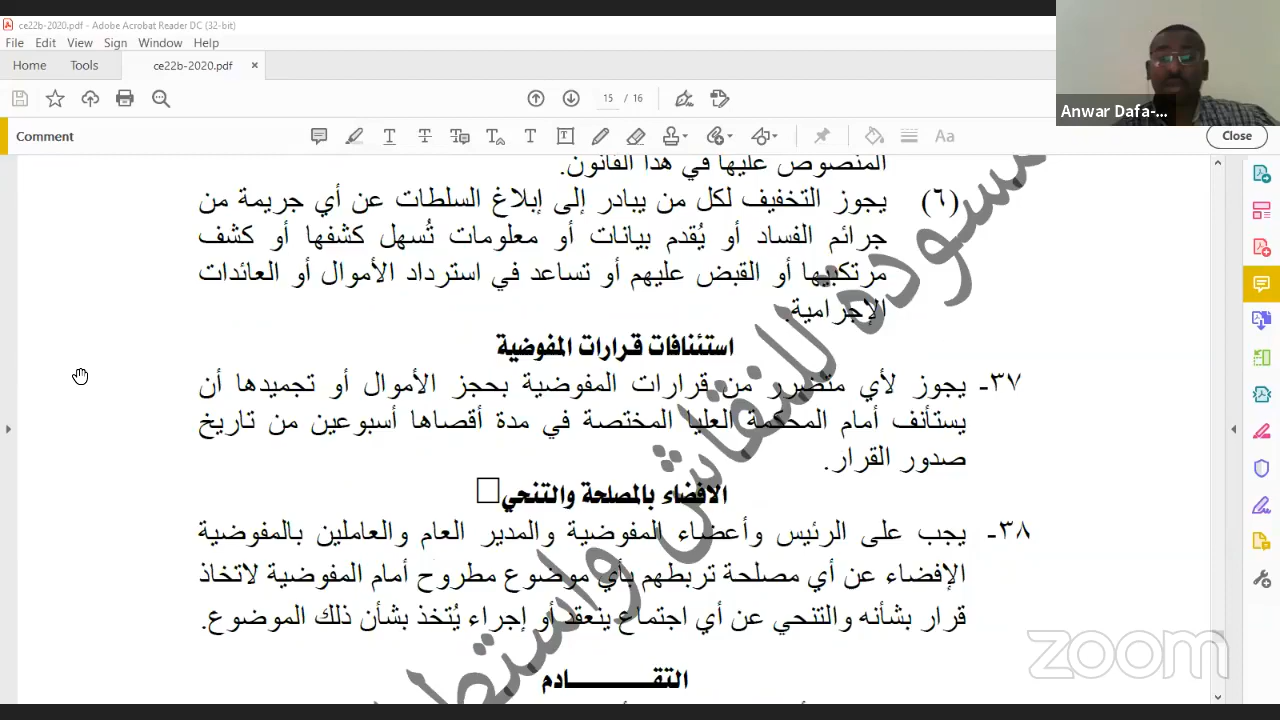 ce22b-2020.pdf - Adobe Acrobat Reader DC (32-bit)
File Edit View Sign Window Help
Home Tools ce22b-2020.pdf ×
15 / 16
Anwar Dafa-...
Comment
Aa
Close
المنصوص عليها في هذا القانون.
(٦) يجوز التخفيف لكل من يبادر إلى إبلاغ السلطات عن أي جريمة من
جرائم الفساد أو يُقدم بيانات أو معلومات تُسهل كشفها أو كشف
مرتكبيها أو القبض عليهم أو تساعد في استرداد الأموال أو العائدات
الإجرامية.
استئنافات قرارات المفوضية
٣٧- يجوز لأي متضرر من قرارات المفوضية بحجز الأموال أو تجميدها أن
يستأنف أمام المحكمة العليا المختصة في مدة أقصاها أسبوعين من تاريخ
صدور القرار.
الافضاء بالمصلحة والتنحي
٣٨- يجب على الرئيس وأعضاء المفوضية والمدير العام والعاملين بالمفوضية
الإفضاء عن أي مصلحة تربطهم بأي موضوع مطروح أمام المفوضية لاتخاذ
قرار بشأنه والتنحي عن أي اجتماع ينعقد أو إجراء يُتخذ بشأن ذلك الموضوع.
التقـــــــــادم
مسودة للنقاش
zoom